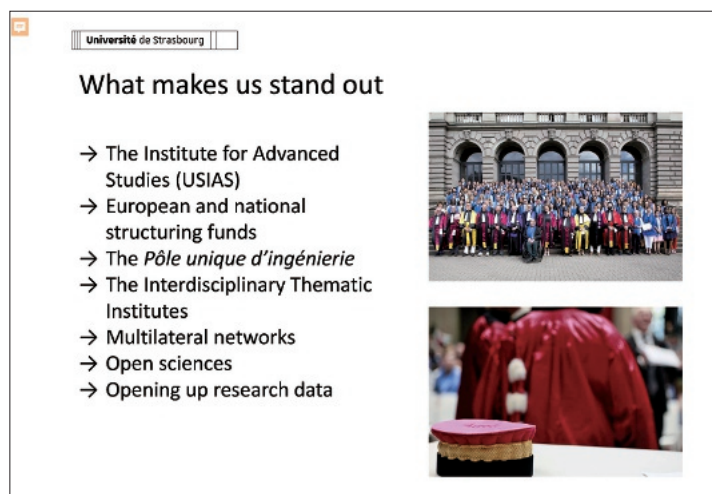 Université de Strasbourg
What makes us stand out
→ The Institute for Advanced
Studies (USIAS)
→ European and national
structuring funds
→ The Pôle unique d’ingénierie
→ The Interdisciplinary Thematic
Institutes
→ Multilateral networks
→ Open sciences
→ Opening up research data